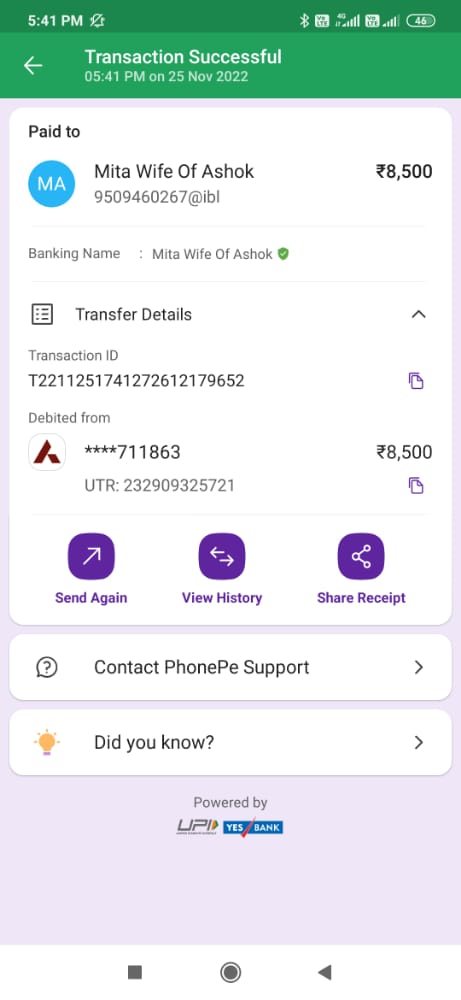 5:41 PM
4G
46
Transaction Successful
05:41 PM on 25 Nov 2022
Paid to
MA
Mita Wife Of Ashok
₹8,500
9509460267@ibl
Banking Name : Mita Wife Of Ashok
Transfer Details
Transaction ID
T2211251741272612179652
Debited from
****711863
₹8,500
UTR: 232909325721
Send Again
View History
Share Receipt
Contact PhonePe Support
Did you know?
Powered by
UPI
YES BANK